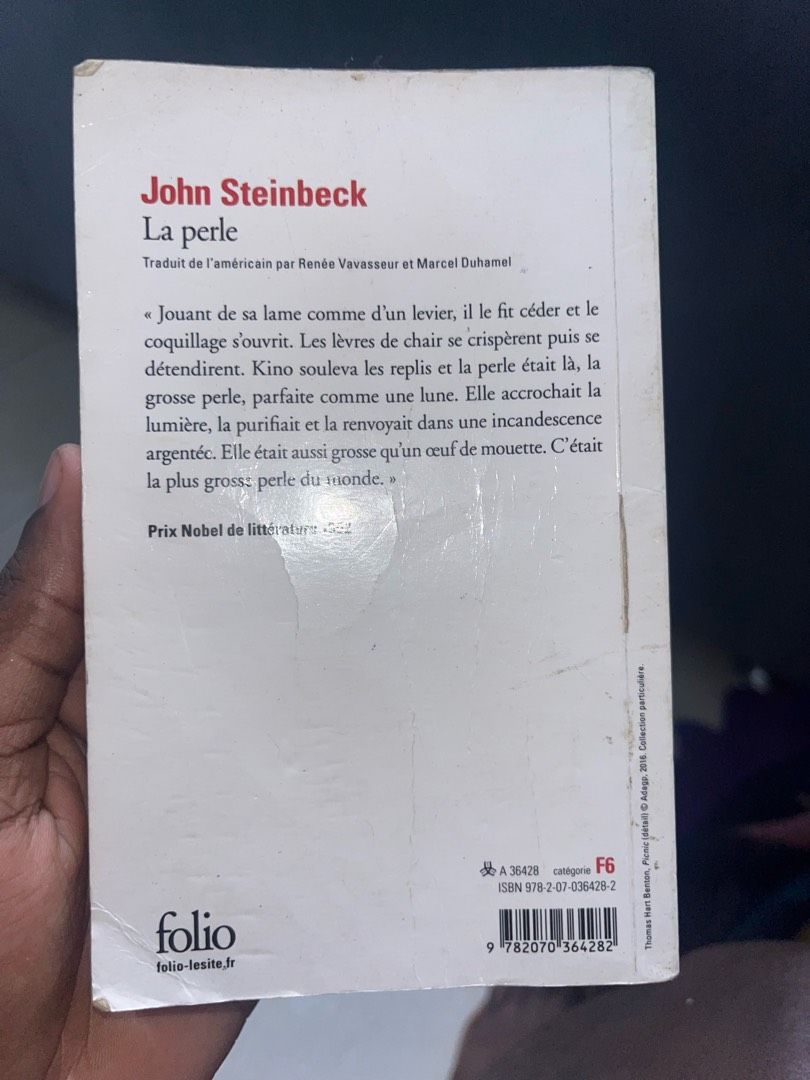 John Steinbeck
La perle
Traduit de l'américain par Renée Vavasseur et Marcel Duhamel
« Jouant de sa lame comme d'un levier, il le fit céder et le
coquillage s'ouvrit. Les lèvres de chair se crispèrent puis se
détendirent. Kino souleva les replis et la perle était là, la
grosse perle, parfaite comme une lune. Elle accrochait la
lumière, la purifiait et la renvoyait dans une incandescence
argentée. Elle était aussi grosse qu'un œuf de mouette. C'était
la plus grosse perle du monde. »
Prix Nobel de littérature
A 36428 catégorie F6
ISBN 978-2-07-036428-2
9 782070 364282
folio
folio-lesite.fr
Thomas Hart Benton, Picnic (détail) © Adagp, 2016. Collection particulière.